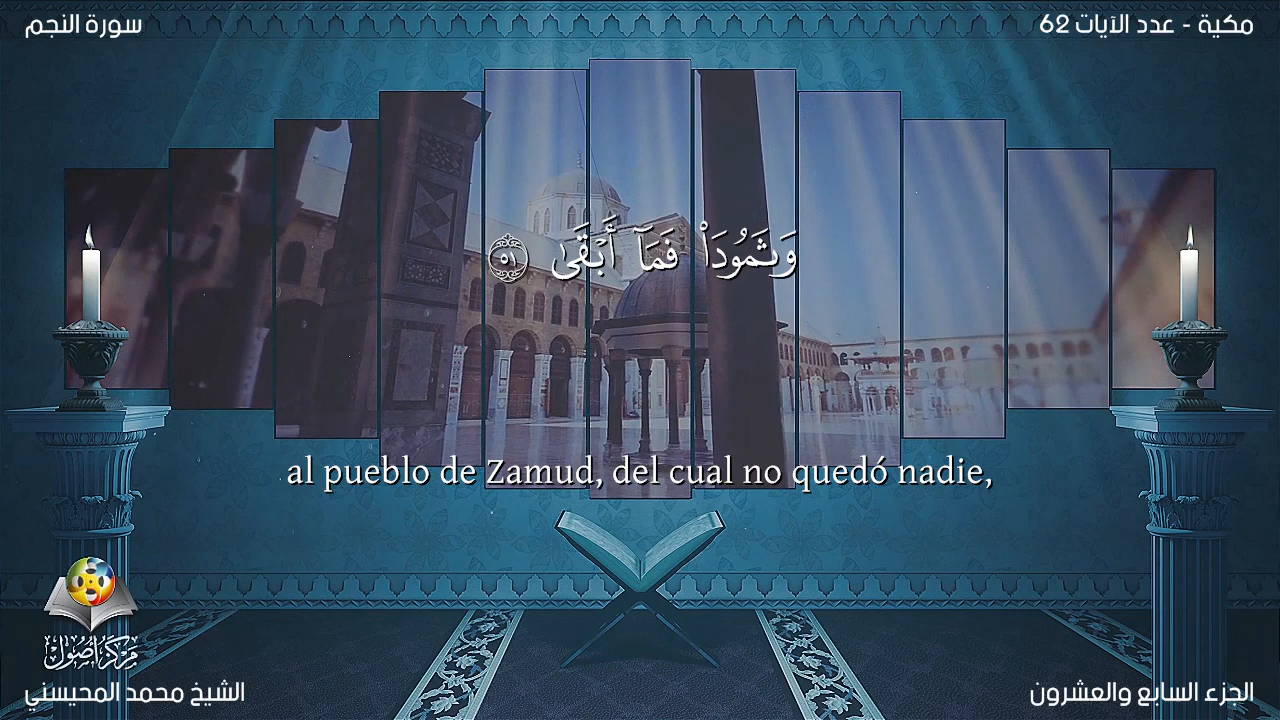 سورة النجم
مكية - عدد الآيات 62
وَثَمُودَا۟ فَمَآ أَبْقَىٰ ٥١
al pueblo de Zamud, del cual no quedó nadie,
مركز أصول
الشيخ محمد المحيسني
الجزء السابع والعشرون